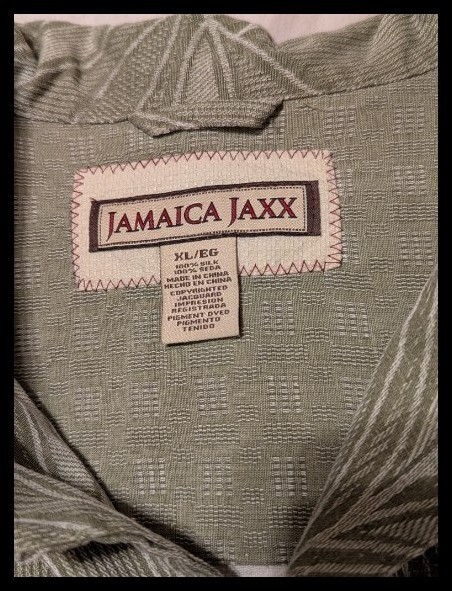 JAMAICA JAXX
XL/EG
100% SILK
100% SEDA
MADE IN CHINA
HECHO EN CHINA
COPYRIGHTED
JACQUARD
IMPRESION
REGISTRADA
PIGMENT DYED
PIGMENTO
TENIDO